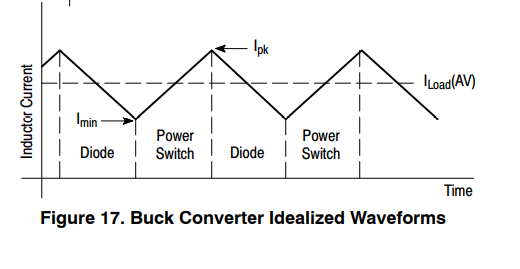 Ipk
ILoad(AV)
Inductor Current
Imin
Diode
Power
Switch
Diode
Power
Switch
Time
Figure 17. Buck Converter Idealized Waveforms